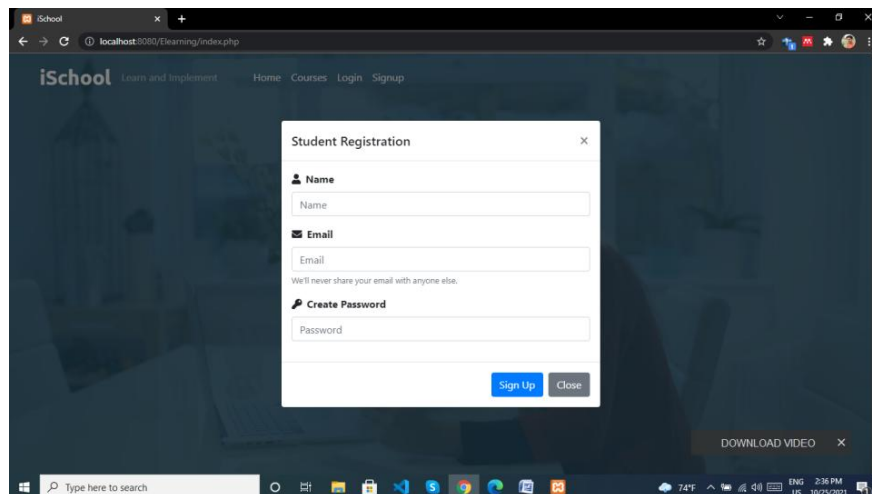 iSchool
localhost:8080/Elearning/index.php
iSchool Learn and Implement Home Courses Login Signup
Student Registration
Name
Name
Email
Email
We'll never share your email with anyone else.
Create Password
Password
Sign Up Close
DOWNLOAD VIDEO
Type here to search
74°F ENG 2:36 PM
US 10/25/2021